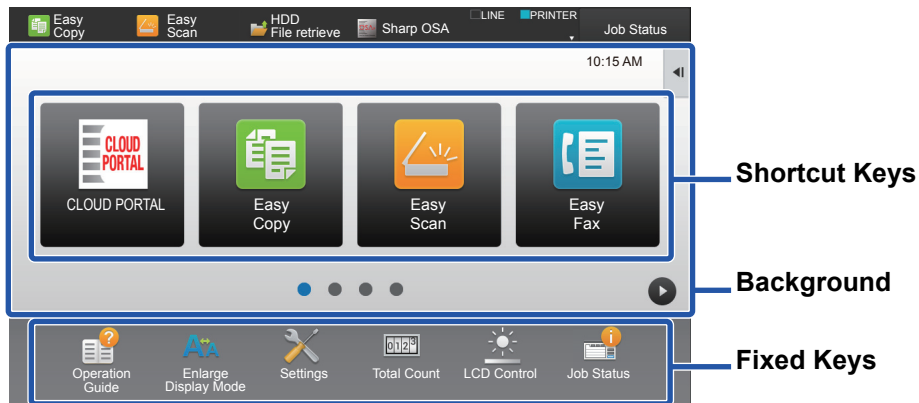 Easy
Copy
Easy
Scan
HDD
File retrieve
Sharp OSA
LINE
PRINTER
Job Status
10:15 AM
CLOUD
PORTAL
CLOUD PORTAL
Easy
Copy
Easy
Scan
Easy
Fax
Shortcut Keys
Background
Operation
Guide
Enlarge
Display Mode
Settings
0123
Total Count
LCD Control
Job Status
Fixed Keys